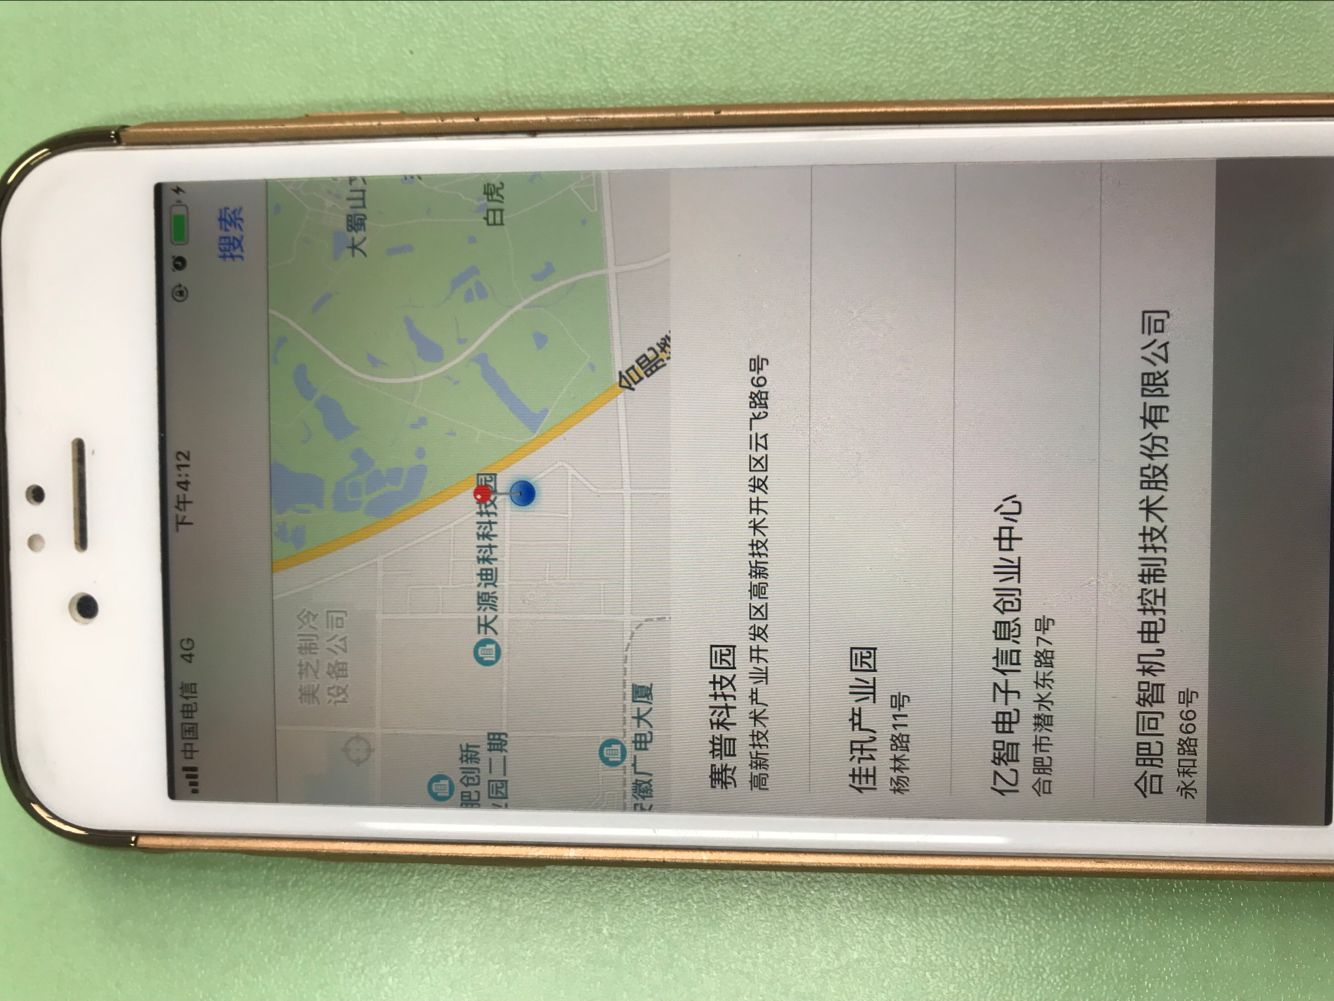 中国电信 4G 下午4:12
搜索
美芝制冷
设备公司
大蜀山
肥创新
园二期
天源迪科科技园
白虎
徽广电大厦
合肥
赛普科技园
高新技术产业开发区高新技术开发区云飞路6号
佳讯产业园
杨林路11号
亿智电子信息创业中心
合肥市潜水东路7号
合肥同智机电控制技术股份有限公司
永和路66号